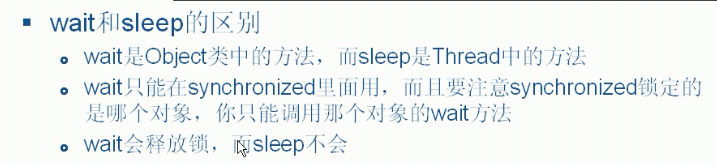 wait和sleep的区别
wait是Object类中的方法，而sleep是Thread中的方法
wait只能在synchronized里面用，而且要注意synchronized锁定的
是哪个对象，你只能调用那个对象的wait方法
wait会释放锁，而sleep不会